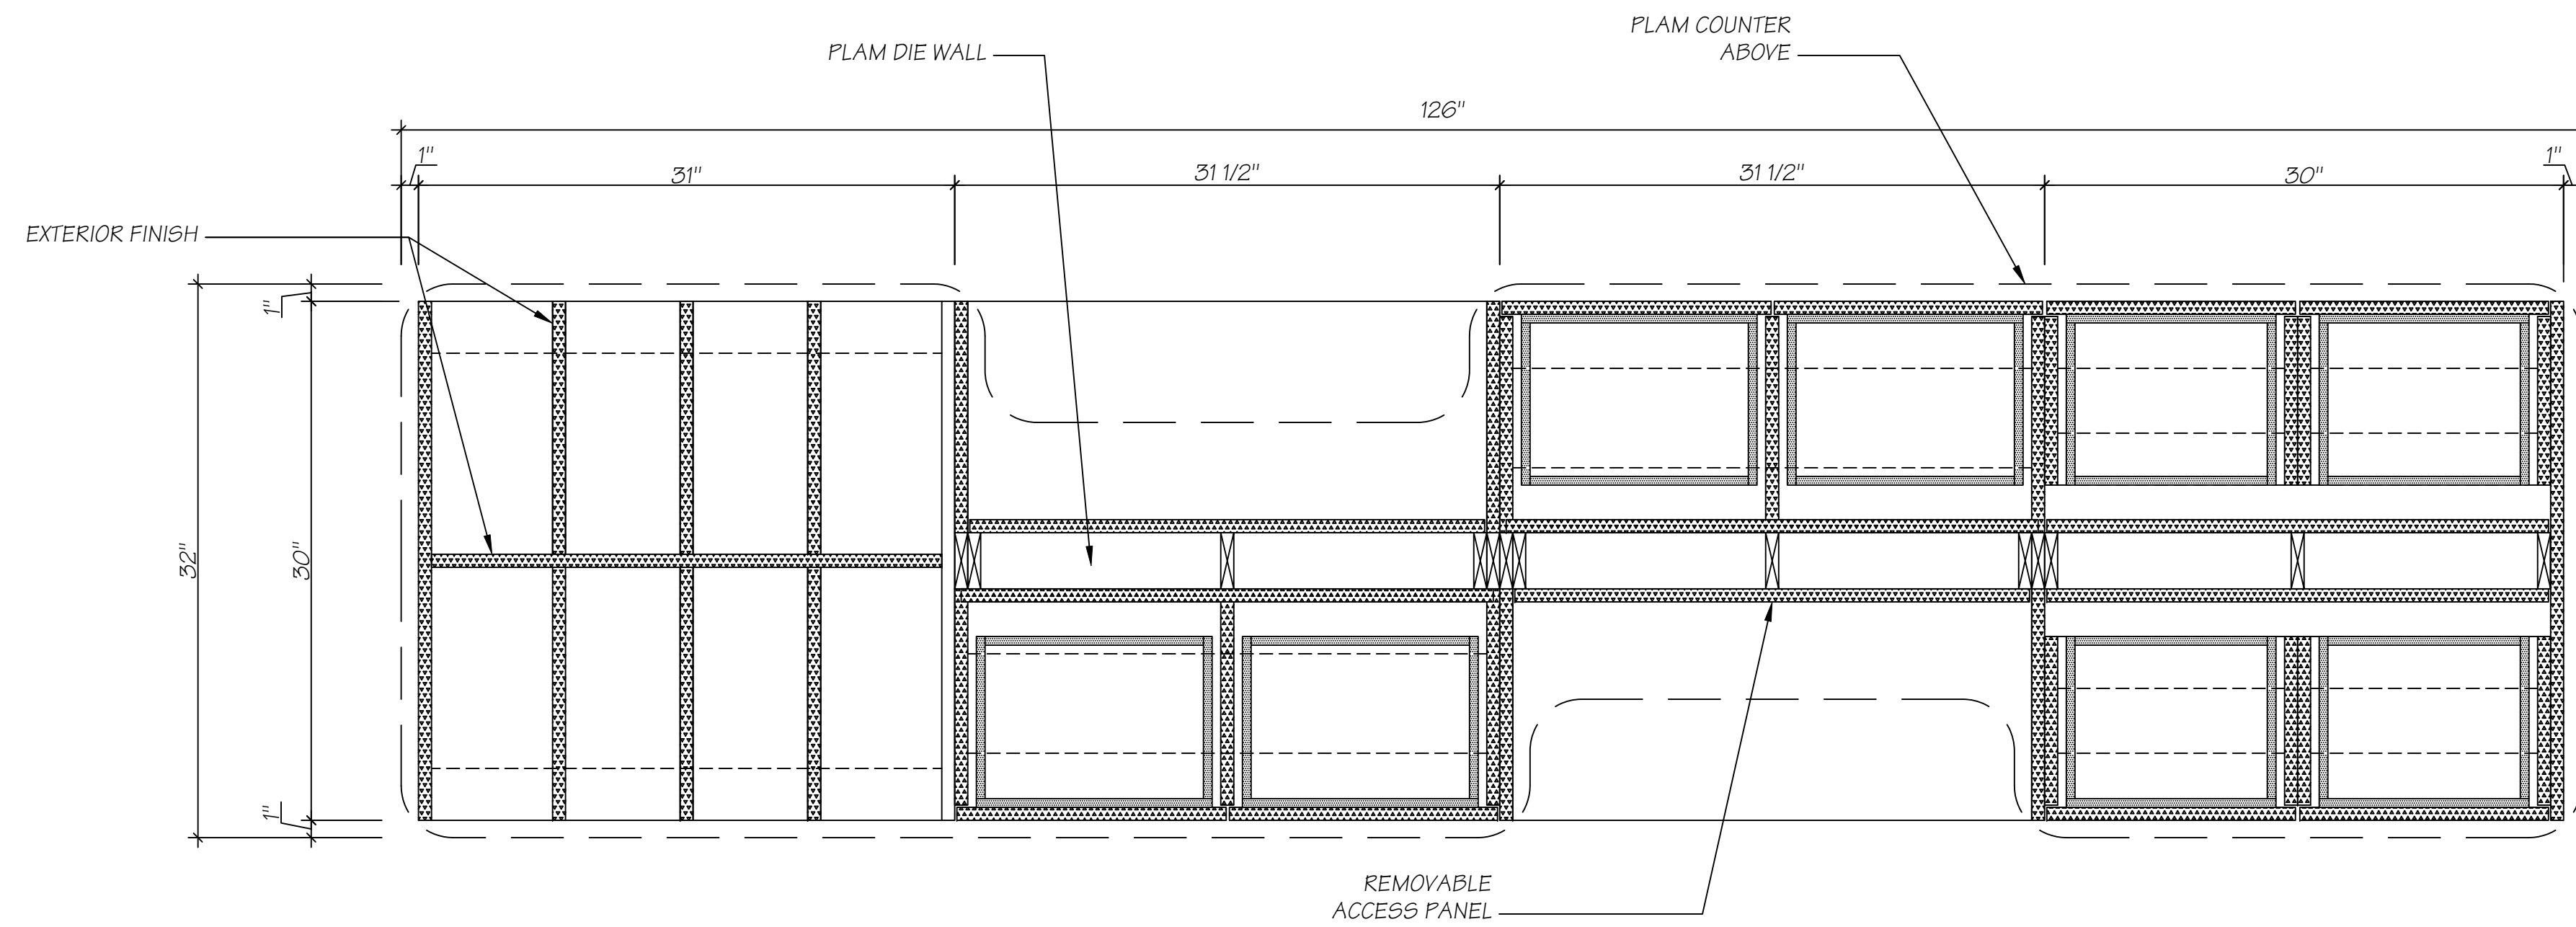 PLAM COUNTER
ABOVE
PLAM DIE WALL
126"
1"
31"
31 1/2"
31 1/2"
30"
1"
EXTERIOR FINISH
1"
32"
30"
1"
REMOVABLE
ACCESS PANEL